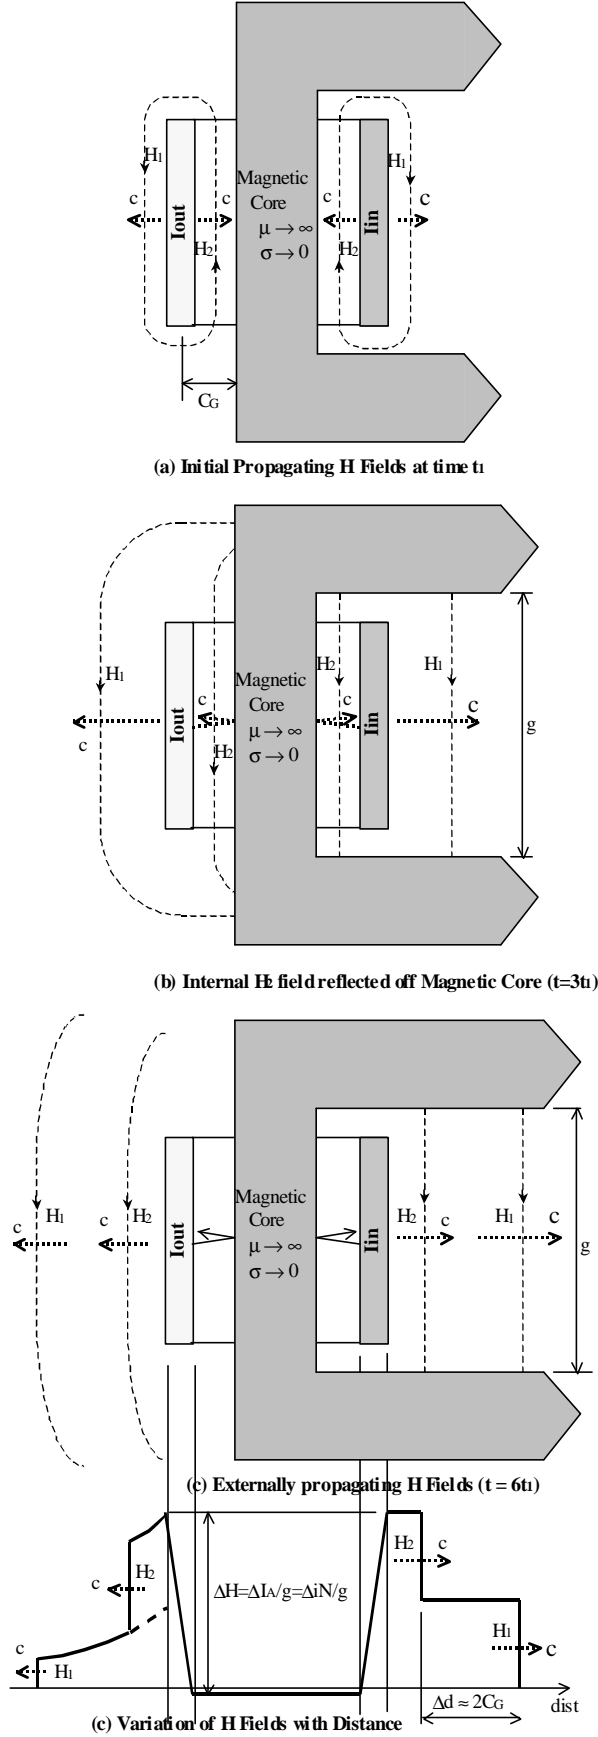 H1
H1
Magnetic
Core
c
c
c
c
Iout
μ → ∞
Iin
H2
σ → 0
H2
CG
(a) Initial Propagating H Fields at time t1
H1
H2
H1
Magnetic
Core
c
c
c
c
Iout
μ → ∞
Iin
g
H2
σ → 0
(b) Internal H2 field reflected off Magnetic Core (t=3t1)
Magnetic
c
H1
c
H2
Core
H2
c
H1
c
Iout
μ → ∞
Iin
g
σ → 0
(c) Externally propagating H Fields (t = 6t1)
H2
c
c
H2
ΔH=ΔIA/g=ΔiN/g
H1
c
c
H1
Δd ≈ 2CG
dist
(c) Variation of H Fields with Distance